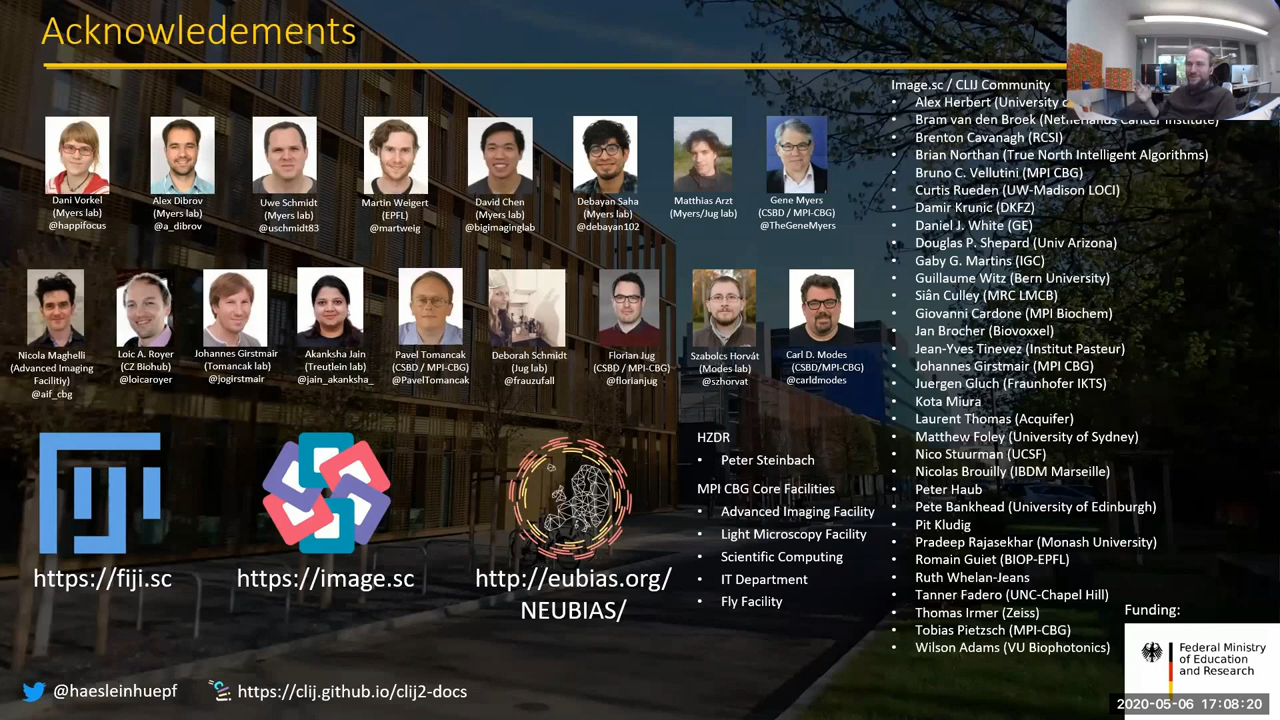 Acknowledements
Dani Vorkel
(Myers lab)
@happifocus
Alex Dibrov
(Myers lab)
@a_dibrov
Uwe Schmidt
(Myers lab)
@uschmidt83
Martin Weigert
(EPFL)
@martweig
David Chen
(Myers lab)
@bigimaginglab
Debayan Saha
(Myers lab)
@debayan102
Matthias Arzt
(Myers/Jug lab)
Gene Myers
(CSBD / MPI-CBG)
@TheGeneMyers
Nicola Maghelli
(Advanced Imaging
Facilitiy)
@aif_cbg
Loic A. Royer
(CZ Biohub)
@loicaroyer
Johannes Girstmair
(Tomancak lab)
@jogirstmair
Akanksha Jain
(Treutlein lab)
@jain_akanksha_
Pavel Tomancak
(CSBD / MPI-CBG)
@PavelTomancak
Deborah Schmidt
(Jug lab)
@frauzufall
Florian Jug
(CSBD / MPI-CBG)
@florianjug
Szabolcs Horvát
(Modes lab)
@szhorvat
Carl D. Modes
(CSBD/MPI-CBG)
@carldmodes
https://fiji.sc
https://image.sc
http://eubias.org/
NEUBIAS/
HZDR
• Peter Steinbach
MPI CBG Core Facilities
• Advanced Imaging Facility
• Light Microscopy Facility
• Scientific Computing
• IT Department
• Fly Facility
Image.sc / CLIJ Community
• Alex Herbert (University
• Bram van den Broek (Netherlands Cancer Institute)
• Brenton Cavanagh (RCSI)
• Brian Northan (True North Intelligent Algorithms)
• Bruno C. Vellutini (MPI CBG)
• Curtis Rueden (UW-Madison LOCI)
• Damir Krunic (DKFZ)
• Daniel J. White (GE)
• Douglas P. Shepard (Univ Arizona)
• Gaby G. Martins (IGC)
• Guillaume Witz (Bern University)
• Siân Culley (MRC LMCB)
• Giovanni Cardone (MPI Biochem)
• Jan Brocher (Biovoxxel)
• Jean-Yves Tinevez (Institut Pasteur)
• Johannes Girstmair (MPI CBG)
• Juergen Gluch (Fraunhofer IKTS)
• Kota Miura
• Laurent Thomas (Acquifer)
• Matthew Foley (University of Sydney)
• Nico Stuurman (UCSF)
• Nicolas Brouilly (IBDM Marseille)
• Peter Haub
• Pete Bankhead (University of Edinburgh)
• Pit Kludig
• Pradeep Rajasekhar (Monash University)
• Romain Guiet (BIOP-EPFL)
• Ruth Whelan-Jeans
• Tanner Fadero (UNC-Chapel Hill)
• Thomas Irmer (Zeiss)
• Tobias Pietzsch (MPI-CBG)
• Wilson Adams (VU Biophotonics)
Funding:
Federal Ministry
of Education
and Research
@haesleinhuepf
https://clij.github.io/clij2-docs
2020-05-06 17:08:20